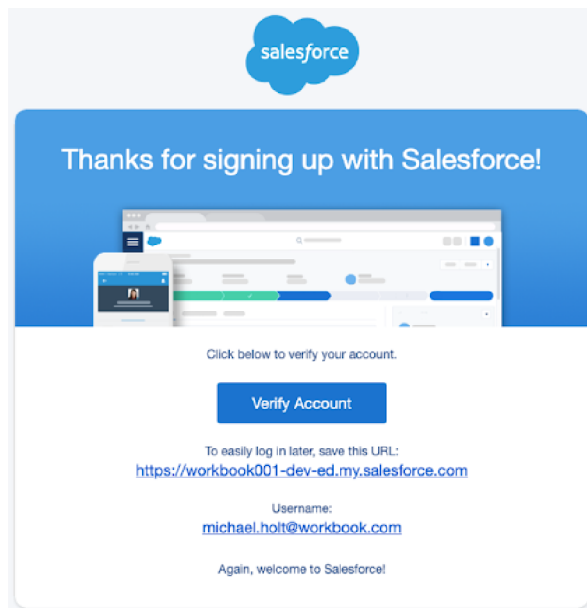 salesforce
Thanks for signing up with Salesforce!
Click below to verify your account.
Verify Account
To easily log in later, save this URL:
https://workbook001-dev-ed.my.salesforce.com
Username:
michael.holt@workbook.com
Again, welcome to Salesforce!